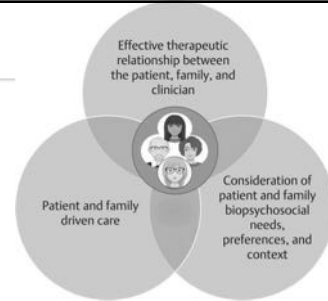 Effective therapeutic
relationship between
the patient, family, and
clinician
Patient and family
driven care
Consideration of
patient and family
biopsychosocial
needs,
preferences, and
context